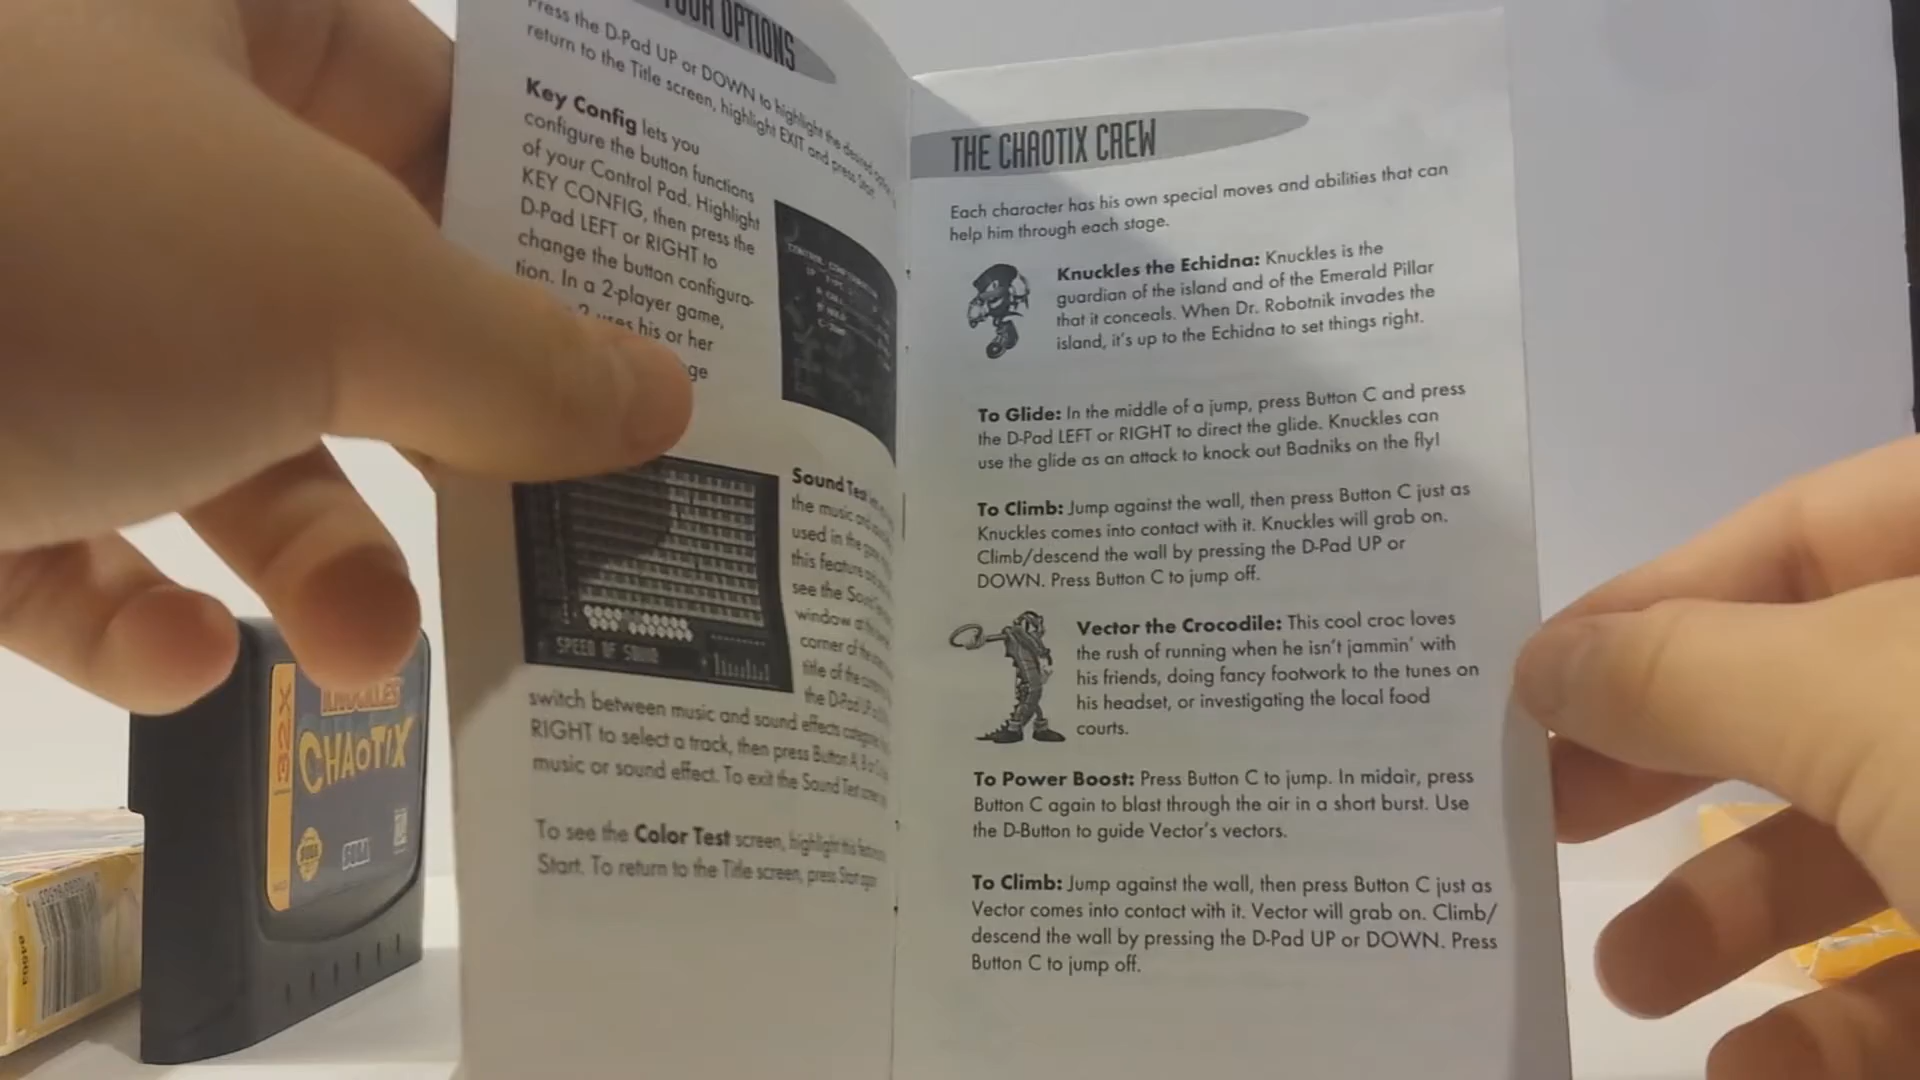 YOUR OPTIONS
Press the D-Pad UP or DOWN to highlight the desired
return to the Title screen, highlight EXIT and press Start.
Key Config lets you
configure the button functions
of your Control Pad. Highlight
KEY CONFIG, then press the
D-Pad LEFT or RIGHT to
change the button configura-
tion. In a 2-player game,
2 uses his or her
ge
Sound Test
the music and
used in the game
this feature
see the
window at the
corner of the
title of the
the D-Pad UP
SPEED OF SOUND
switch between music and sound effects
RIGHT to select a track, then press Button A, B or C
music or sound effect. To exit the Sound Test
To see the Color Test screen, highlight this
Start. To return to the Title screen, press Start again
THE CHAOTIX CREW
Each character has his own special moves and abilities that can
help him through each stage.
Knuckles the Echidna: Knuckles is the
guardian of the island and of the Emerald Pillar
that it conceals. When Dr. Robotnik invades the
island, it's up to the Echidna to set things right.
To Glide: In the middle of a jump, press Button C and press
the D-Pad LEFT or RIGHT to direct the glide. Knuckles can
use the glide as an attack to knock out Badniks on the fly!
To Climb: Jump against the wall, then press Button C just as
Knuckles comes into contact with it. Knuckles will grab on.
Climb/descend the wall by pressing the D-Pad UP or
DOWN. Press Button C to jump off.
Vector the Crocodile: This cool croc loves
the rush of running when he isn't jammin' with
his friends, doing fancy footwork to the tunes on
his headset, or investigating the local food
courts.
To Power Boost: Press Button C to jump. In midair, press
Button C again to blast through the air in a short burst. Use
the D-Button to guide Vector's vectors.
To Climb: Jump against the wall, then press Button C just as
Vector comes into contact with it. Vector will grab on. Climb/
descend the wall by pressing the D-Pad UP or DOWN. Press
Button C to jump off.
32X
KNUCKLES
CHAOTIX
SEGA